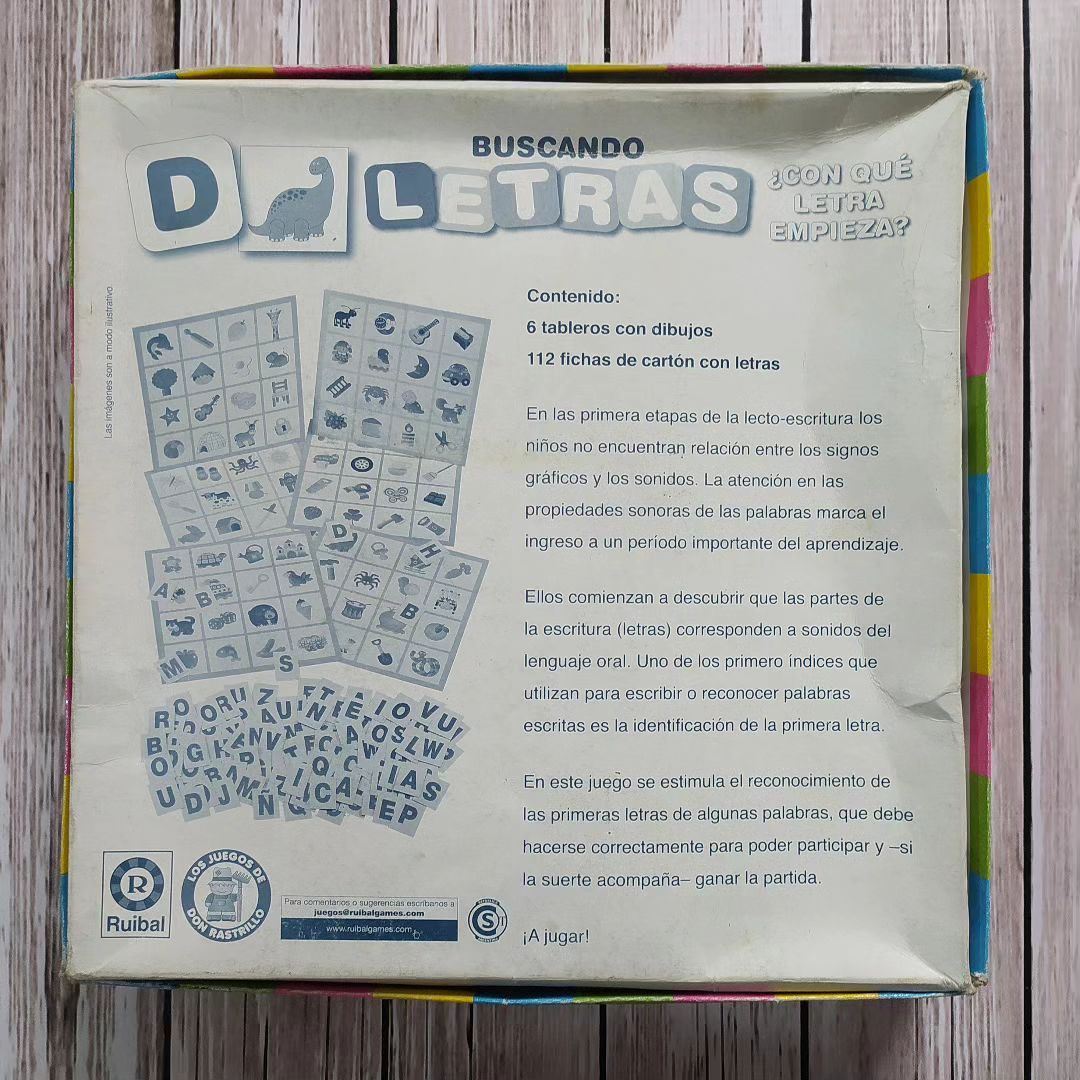 BUSCANDO
D
LETRAS
¿CON QUÉ
LETRA
EMPIEZA?
Las imágenes son a modo ilustrativo.
Contenido:
6 tableros con dibujos
112 fichas de cartón con letras
En las primera etapas de la lecto-escritura los
niños no encuentran relación entre los signos
gráficos y los sonidos. La atención en las
propiedades sonoras de las palabras marca el
ingreso a un período importante del aprendizaje.
Ellos comienzan a descubrir que las partes de
la escritura (letras) corresponden a sonidos del
lenguaje oral. Uno de los primero índices que
utilizan para escribir o reconocer palabras
escritas es la identificación de la primera letra.
En este juego se estimula el reconocimiento de
las primeras letras de algunas palabras, que debe
hacerse correctamente para poder participar y –si
la suerte acompaña– ganar la partida.
¡A jugar!
D
H
A
B
B
M
S
R
Ruibal
LOS JUEGOS DE
DON RASTRILLO
Para comentarios o sugerencias escríbanos a
juegos@ruibalgames.com
www.ruibalgames.com
S